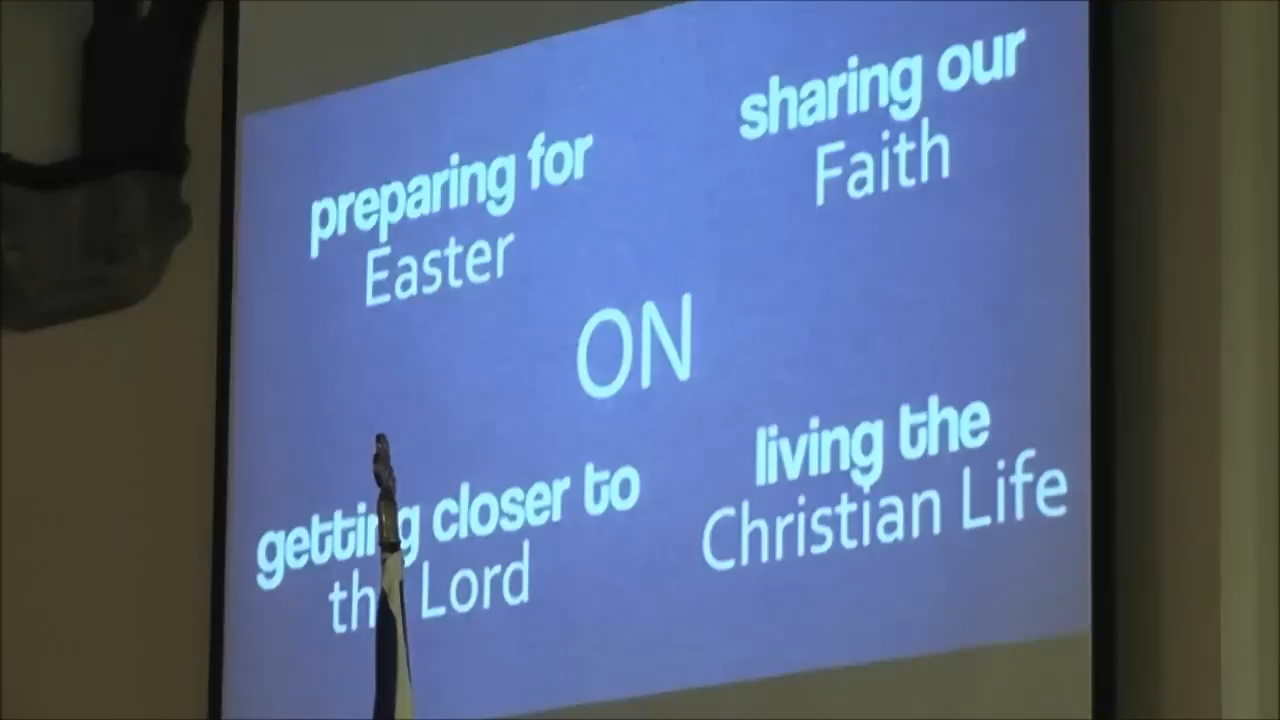 preparing for
Easter
sharing our
Faith
ON
getting closer to
the Lord
living the
Christian Life